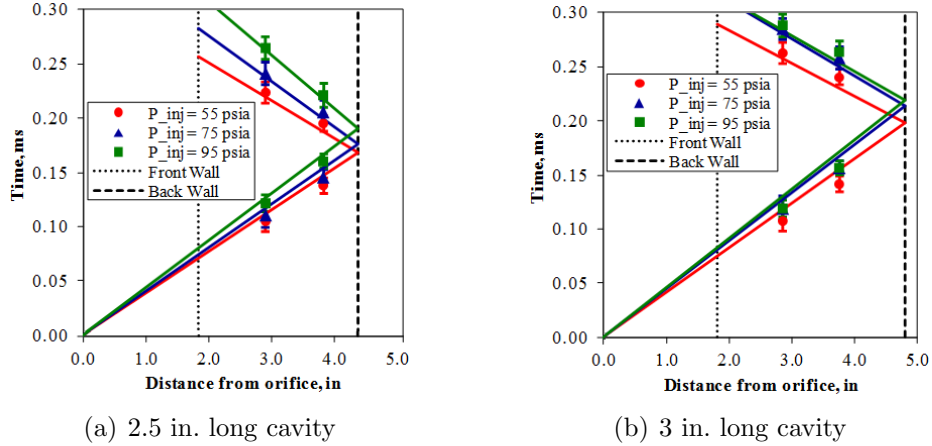 0.30
0.25
0.20
0.15
0.10
0.05
0.00
Time, ms
P_inj = 55 psia
P_inj = 75 psia
P_inj = 95 psia
Front Wall
Back Wall
0.0 1.0 2.0 3.0 4.0 5.0
Distance from orifice, in
(a) 2.5 in. long cavity
0.30
0.25
0.20
0.15
0.10
0.05
0.00
Time, ms
P_inj = 55 psia
P_inj = 75 psia
P_inj = 95 psia
Front Wall
Back Wall
0.0 1.0 2.0 3.0 4.0 5.0
Distance from orifice, in
(b) 3 in. long cavity